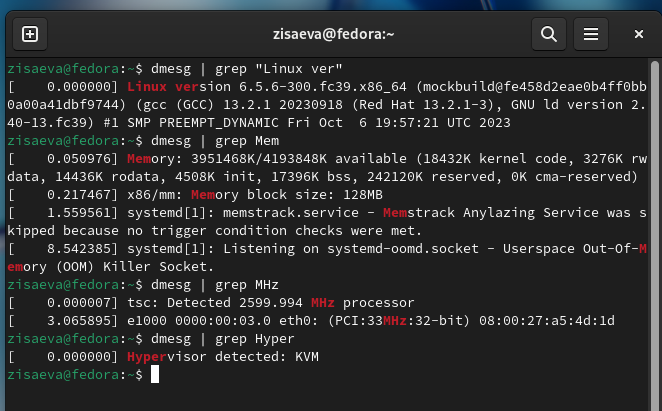 zisaeva@fedora:~
zisaeva@fedora:~$ dmesg | grep "Linux ver"
[    0.000000] Linux version 6.5.6-300.fc39.x86_64 (mockbuild@fe458d2eae0b4ff0bb
0a00a41dbf9744) (gcc (GCC) 13.2.1 20230918 (Red Hat 13.2.1-3), GNU ld version 2.
40-13.fc39) #1 SMP PREEMPT_DYNAMIC Fri Oct  6 19:57:21 UTC 2023
zisaeva@fedora:~$ dmesg | grep Mem
[    0.050976] Memory: 3951468K/4193848K available (18432K kernel code, 3276K rw
data, 14436K rodata, 4508K init, 17396K bss, 242120K reserved, 0K cma-reserved)
[    0.217467] x86/mm: Memory block size: 128MB
[    1.559561] systemd[1]: memstrack.service - Memstrack Anylazing Service was s
kipped because no trigger condition checks were met.
[    8.542385] systemd[1]: Listening on systemd-oomd.socket - Userspace Out-Of-M
emory (OOM) Killer Socket.
zisaeva@fedora:~$ dmesg | grep MHz
[    0.000007] tsc: Detected 2599.994 MHz processor
[    3.065895] e1000 0000:00:03.0 eth0: (PCI:33MHz:32-bit) 08:00:27:a5:4d:1d
zisaeva@fedora:~$ dmesg | grep Hyper
[    0.000000] Hypervisor detected: KVM
zisaeva@fedora:~$